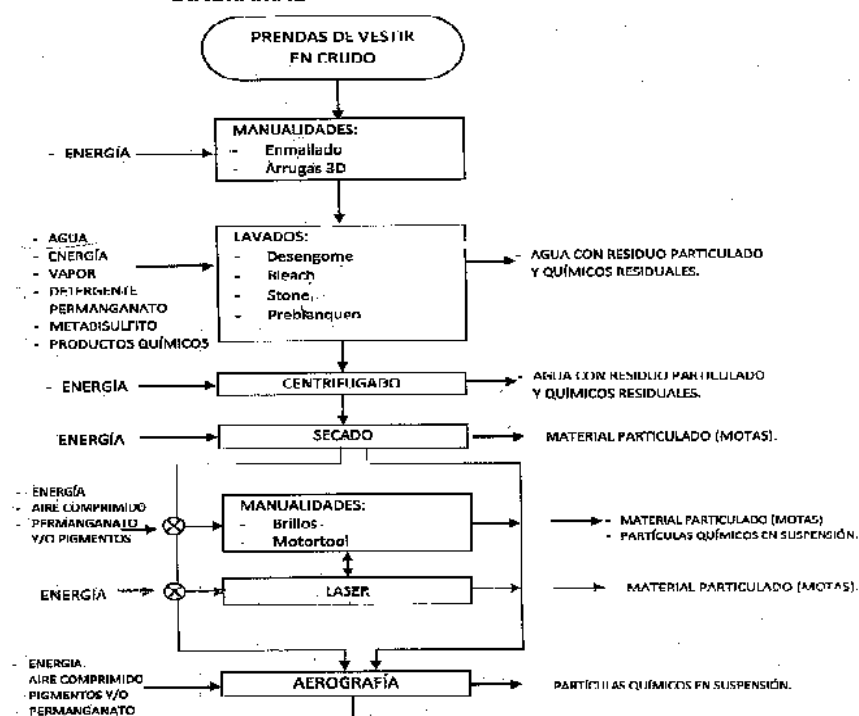 PRENDAS DE VESTIR
EN CRUDO
MANUALIDADES:
- Enmallado
- Arrugas 3D
- ENERGÍA
- AGUA
- ENERGÍA
- VAPOR
- DETERGENTE
PERMANGANATO
- METABISULFITO
- PRODUCTOS QUÍMICOS
LAVADOS:
- Desengome
- Bleach
- Stone
- Preblanqueo
- AGUA CON RESIDUO PARTICULADO
Y QUÍMICOS RESIDUALES.
- ENERGÍA
CENTRIFUGADO
- AGUA CON RESIDUO PARTICULADO
Y QUÍMICOS RESIDUALES.
ENERGÍA
SECADO
MATERIAL PARTICULADO (MOTAS).
- ENERGÍA
- AIRE COMPRIMIDO
- PERMANGANATO
Y/O PIGMENTOS
MANUALIDADES:
- Brillos
- Motortool
- MATERIAL PARTICULADO (MOTAS)
- PARTÍCULAS QUÍMICOS EN SUSPENSIÓN.
ENERGÍA
LASER
MATERIAL PARTICULADO (MOTAS).
- ENERGIA.
AIRE COMPRIMIDO
PIGMENTOS Y/O
- PERMANGANATO
AEROGRAFÍA
PARTÍCULAS QUÍMICOS EN SUSPENSIÓN.